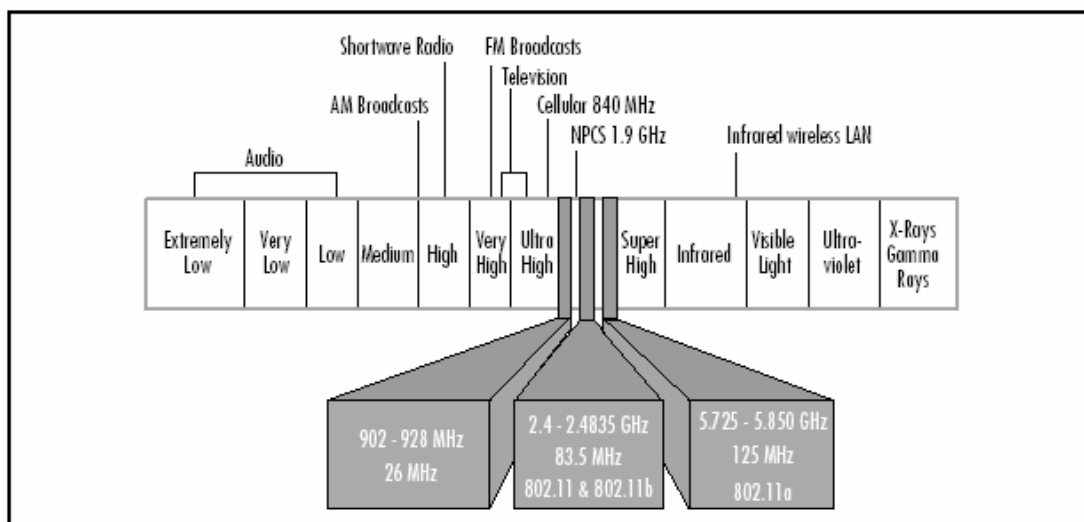 Shortwave Radio
FM Broadcasts
Television
AM Broadcasts
Cellular 840 MHz
NPCS 1.9 GHz
Infrared wireless LAN
Audio
Extremely
Low
Very
Low
Low
Medium
High
Very
High
Ultra
High
Super
High
Infrared
Visible
Light
Ultra-
violet
X-Rays
Gamma
Rays
902 - 928 MHz
26 MHz
2.4 - 2.4835 GHz
83.5 MHz
802.11 & 802.11b
5.725 - 5.850 GHz
125 MHz
802.11a